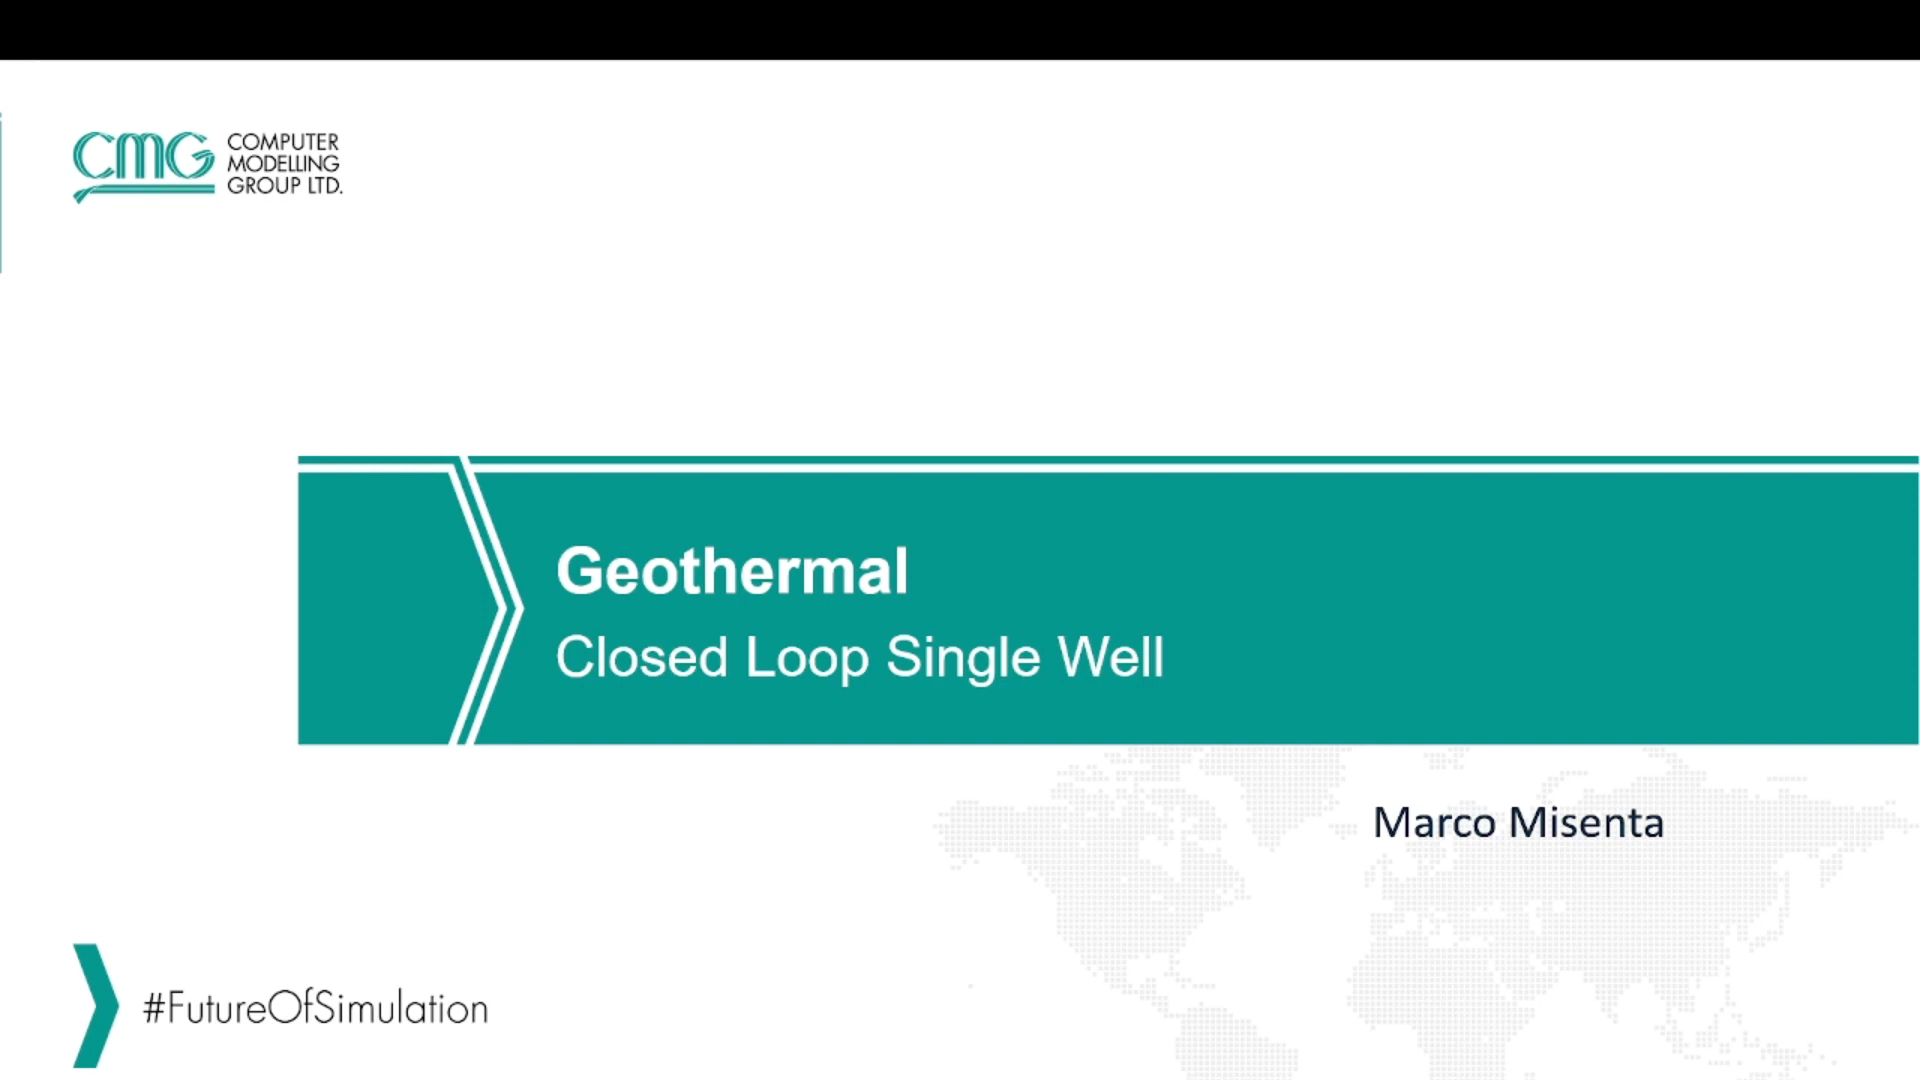 CMG
COMPUTER
MODELLING
GROUP LTD.
Geothermal
Closed Loop Single Well
Marco Misenta
#FutureOfSimulation